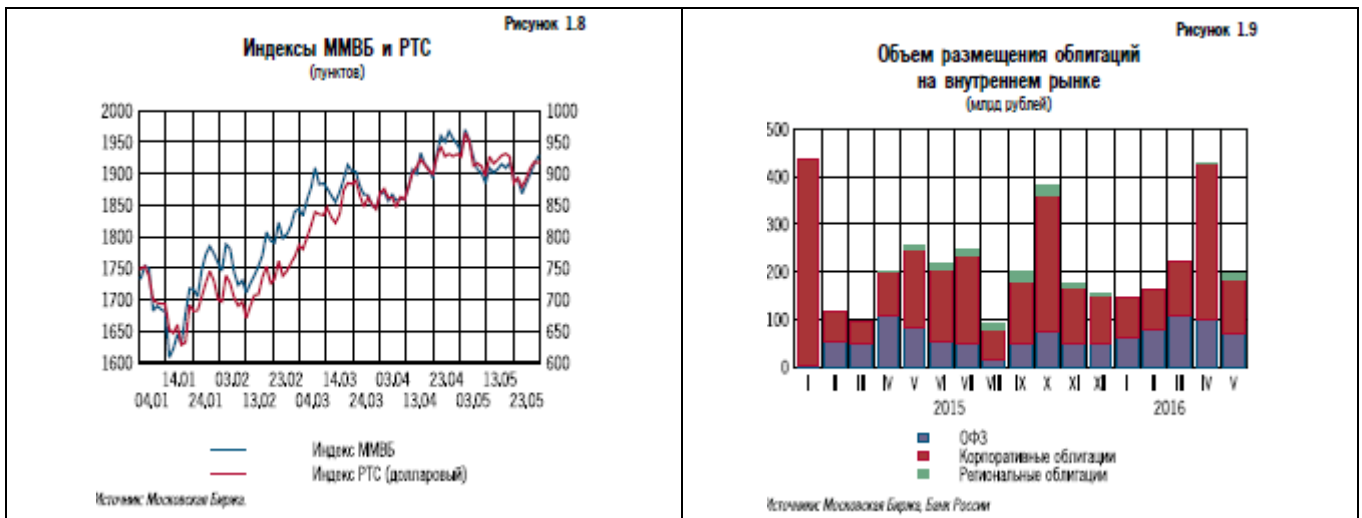 Рисунок 1.8
Индексы ММВБ и РТС
(пунктов)
2000
1950
1900
1850
1800
1750
1700
1650
1600
1000
950
900
850
800
750
700
650
600
14.01 03.02 23.02 14.03 03.04 23.04 13.05
04.01 24.01 13.02 04.03 24.03 13.04 03.05 23.05
Индекс ММВБ
Индекс РТС (долларовый)
Источник: Московская Биржа.
Рисунок 1.9
Объем размещения облигаций
на внутреннем рынке
(млрд рублей)
500
400
300
200
100
0
I II III IV V VI VII VIII IX X XI XII I II III IV V
2015 2016
ОФЗ
Корпоративные облигации
Региональные облигации
Источники: Московская Биржа, Банк России